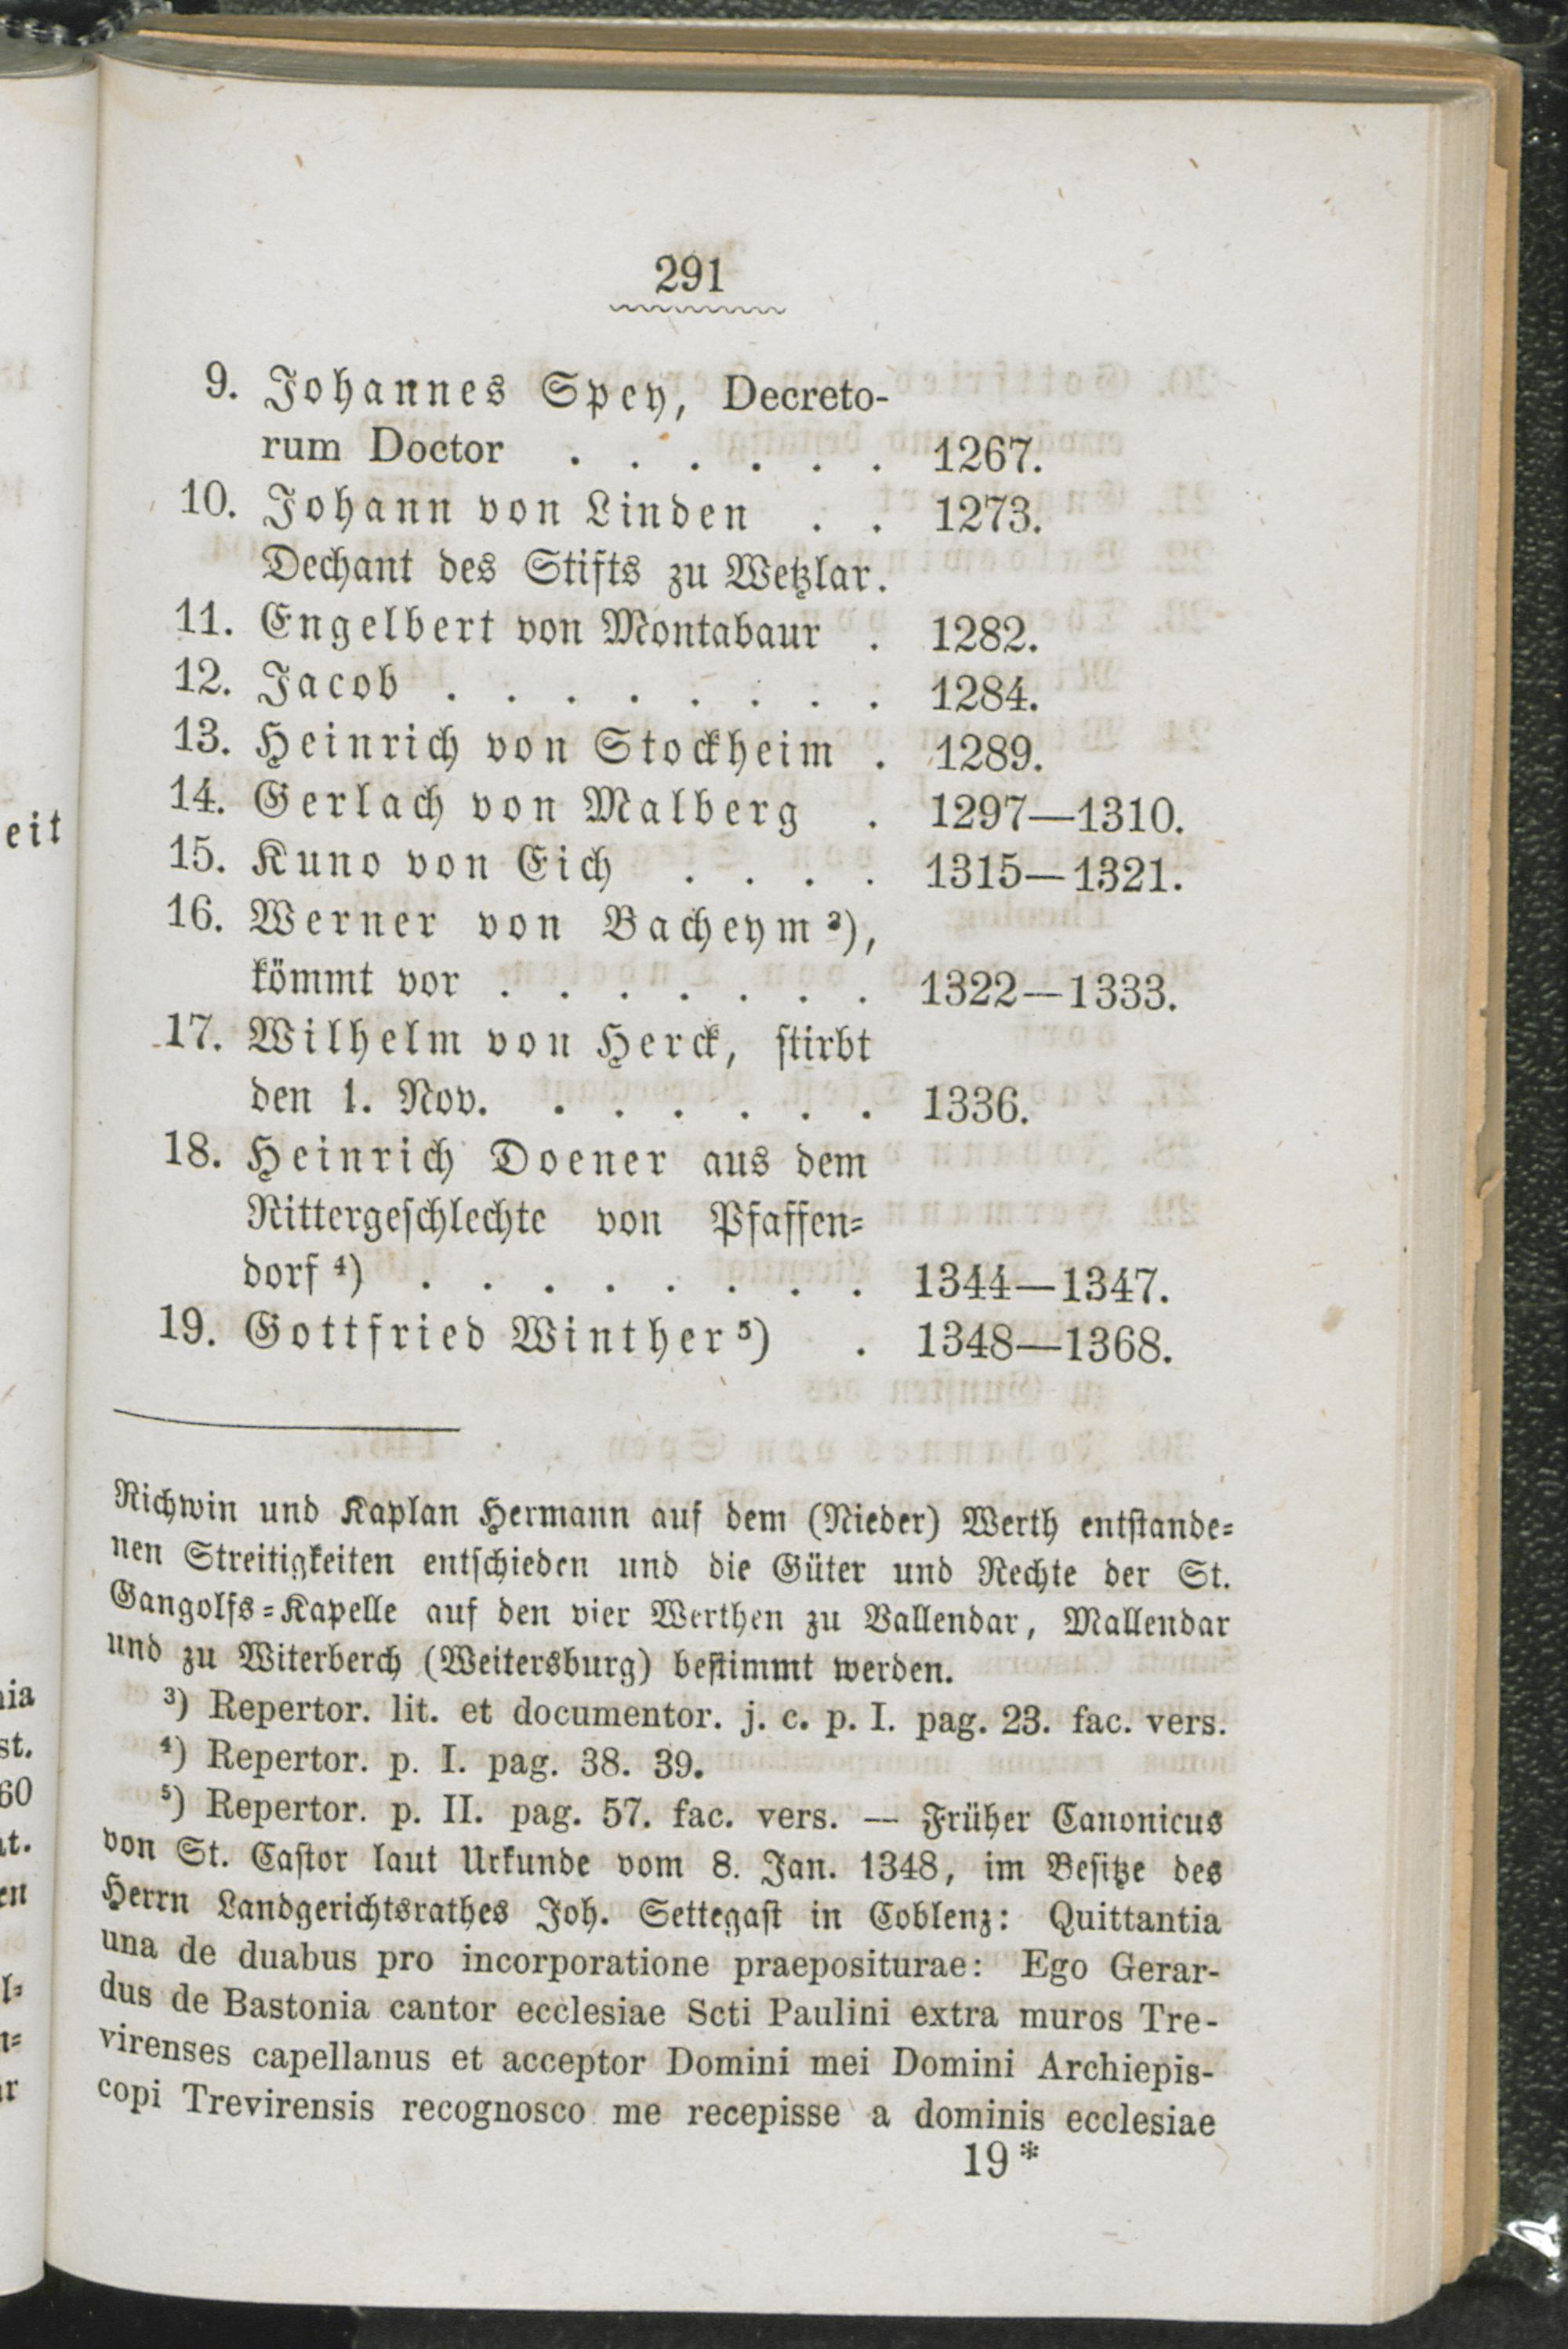 291
9. Johannes Spey, Decreto-
rum Doctor . . . . . . 1267.
10. Johann von Linden . . 1273.
Dechant des Stifts zu Wetzlar.
11. Engelbert von Montabaur . 1282.
12. Jacob . . . . . . . . 1284.
13. Heinrich von Stockheim . 1289.
14. Gerlach von Malberg . 1297—1310.
15. Kuno von Eich . . . . 1315—1321.
16. Werner von Bacheym ³),
kömmt vor . . . . . . . 1322—1333.
17. Wilhelm von Herck, stirbt
den 1. Nov. . . . . . . 1336.
18. Heinrich Doener aus dem
Rittergeschlechte von Pfaffen=
dorf ⁴) . . . . . . . . 1344—1347.
19. Gottfried Winther ⁵) . 1348—1368.
Richwin und Kaplan Hermann auf dem (Nieder) Werth entstande=
nen Streitigkeiten entschieden und die Güter und Rechte der St.
Gangolfs=Kapelle auf den vier Werthen zu Vallendar, Mallendar
und zu Witerberch (Weitersburg) bestimmt werden.
³) Repertor. lit. et documentor. j. c. p. I. pag. 23. fac. vers.
⁴) Repertor. p. I. pag. 38. 39.
⁵) Repertor. p. II. pag. 57. fac. vers. — Früher Canonicus
von St. Castor laut Urkunde vom 8. Jan. 1348, im Besitze des
Herrn Landgerichtsrathes Joh. Settegast in Coblenz: Quittantia
una de duabus pro incorporatione praepositurae: Ego Gerar-
dus de Bastonia cantor ecclesiae Scti Paulini extra muros Tre-
virenses capellanus et acceptor Domini mei Domini Archiepis-
copi Trevirensis recognosco me recepisse a dominis ecclesiae
19*